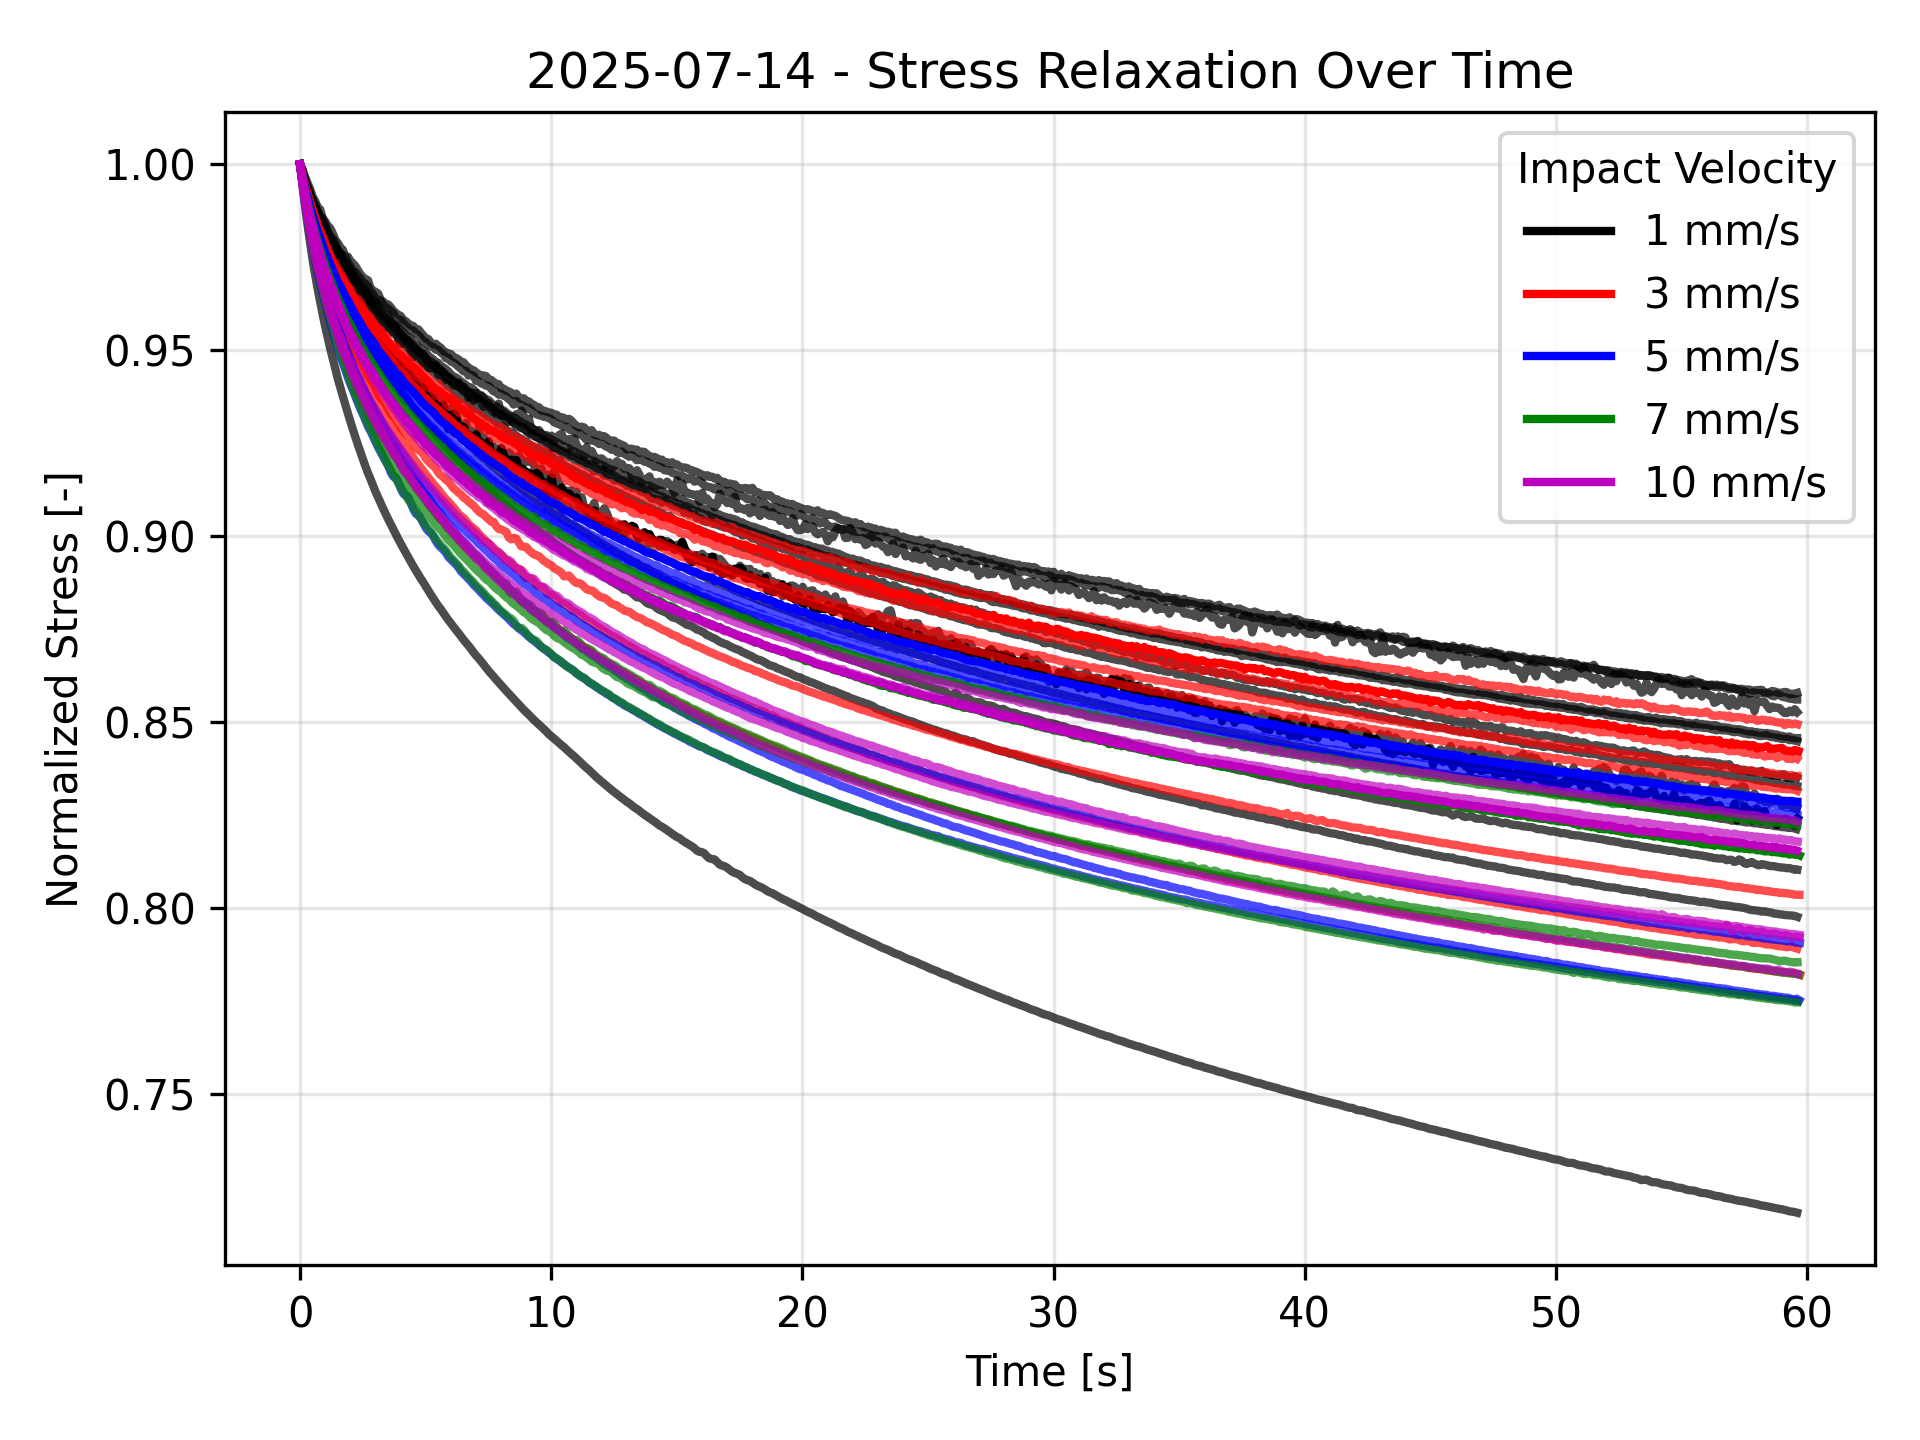 2025-07-14 - Stress Relaxation Over Time
Impact Velocity
1 mm/s
3 mm/s
5 mm/s
7 mm/s
10 mm/s
Normalized Stress [-]
1.00
0.95
0.90
0.85
0.80
0.75
0 10 20 30 40 50 60
Time [s]